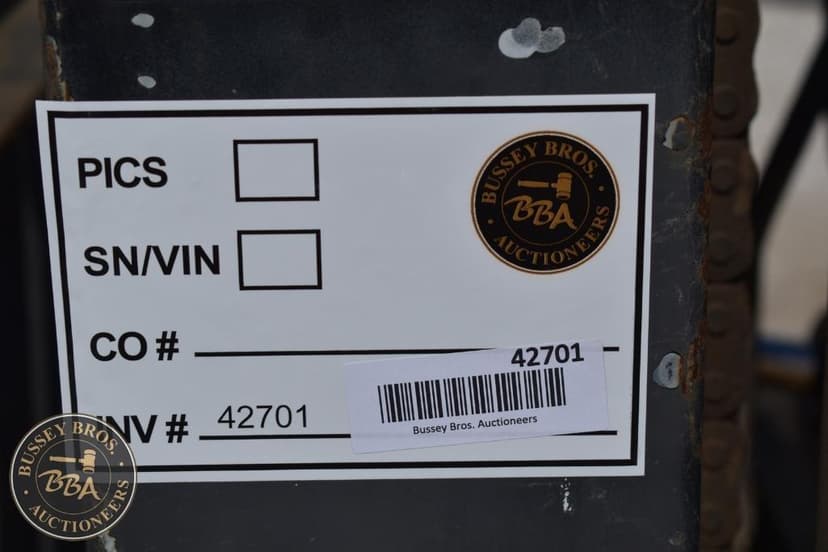 PICS
BUSSEY BROS.
BBA
AUCTIONEERS
SN/VIN
CO #
42701
Bussey Bros. Auctioneers
INV # 42701
BUSSEY BROS.
BBA
AUCTIONEERS